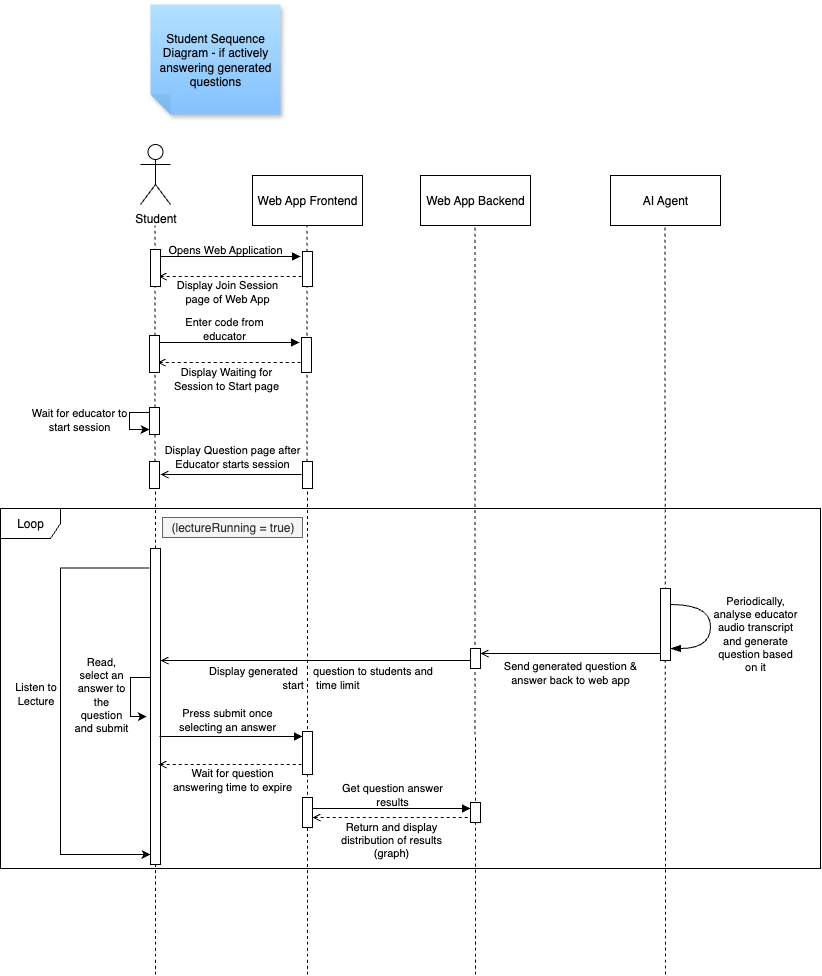 Student Sequence
Diagram - if actively
answering generated
questions
Student
Web App Frontend
Web App Backend
AI Agent
Opens Web Application
Display Join Session
page of Web App
Enter code from
educator
Display Waiting for
Session to Start page
Wait for educator to
start session
Display Question page after
Educator starts session
Loop
(lectureRunning = true)
Periodically,
analyse educator
audio transcript
and generate
question based
on it
Send generated question &
answer back to web app
Display generated question to students and
start time limit
Read,
select an
answer to
the
question
and submit
Listen to
Lecture
Press submit once
selecting an answer
Wait for question
answering time to expire
Get question answer
results
Return and display
distribution of results
(graph)